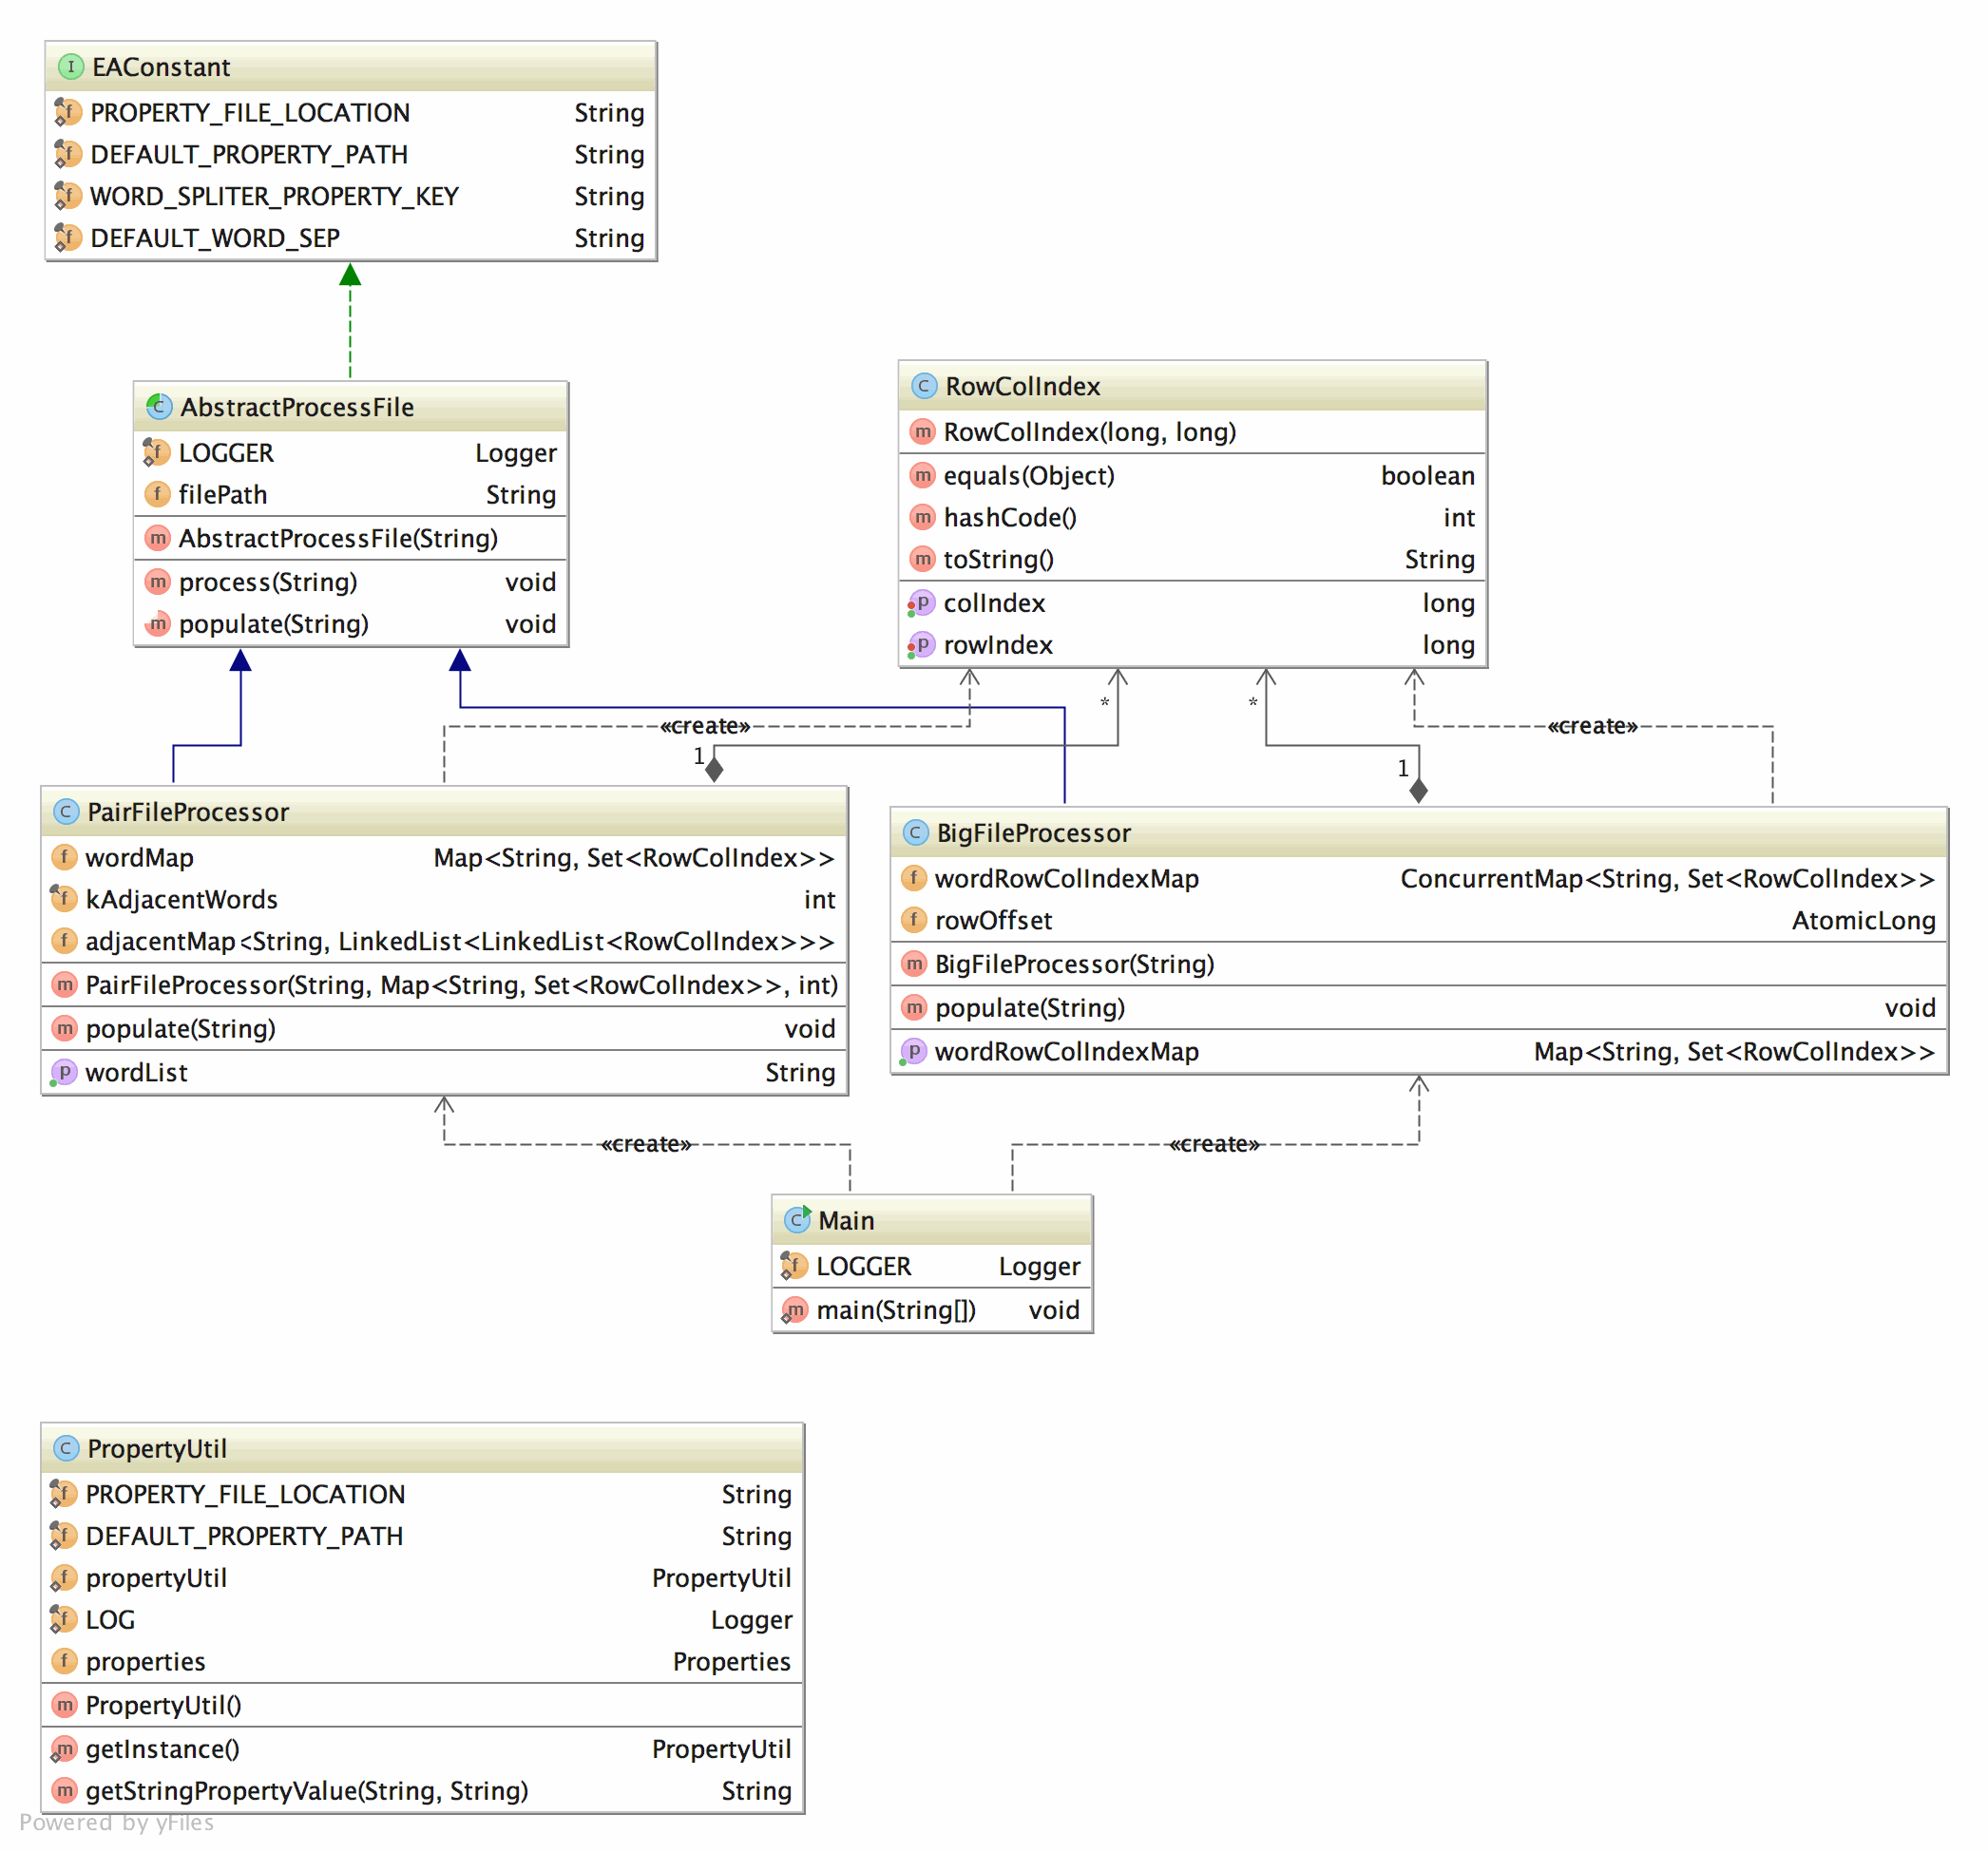 I EAConstant
f PROPERTY_FILE_LOCATION String
f DEFAULT_PROPERTY_PATH String
f WORD_SPLITER_PROPERTY_KEY String
f DEFAULT_WORD_SEP String
C AbstractProcessFile
f LOGGER Logger
f filePath String
m AbstractProcessFile(String)
m process(String) void
m populate(String) void
C RowColIndex
m RowColIndex(long, long)
m equals(Object) boolean
m hashCode() int
m toString() String
p colIndex long
p rowIndex long
* *
«create» «create»
1 1
C PairFileProcessor
f wordMap Map<String, Set<RowColIndex>>
f kAdjacentWords int
f adjacentMap<String, LinkedList<LinkedList<RowColIndex>>>
m PairFileProcessor(String, Map<String, Set<RowColIndex>>, int)
m populate(String) void
p wordList String
C BigFileProcessor
f wordRowColIndexMap ConcurrentMap<String, Set<RowColIndex>>
f rowOffset AtomicLong
m BigFileProcessor(String)
m populate(String) void
p wordRowColIndexMap Map<String, Set<RowColIndex>>
«create» «create»
C Main
f LOGGER Logger
m main(String[]) void
C PropertyUtil
f PROPERTY_FILE_LOCATION String
f DEFAULT_PROPERTY_PATH String
f propertyUtil PropertyUtil
f LOG Logger
f properties Properties
m PropertyUtil()
m getInstance() PropertyUtil
m getStringPropertyValue(String, String) String
Powered by yFiles